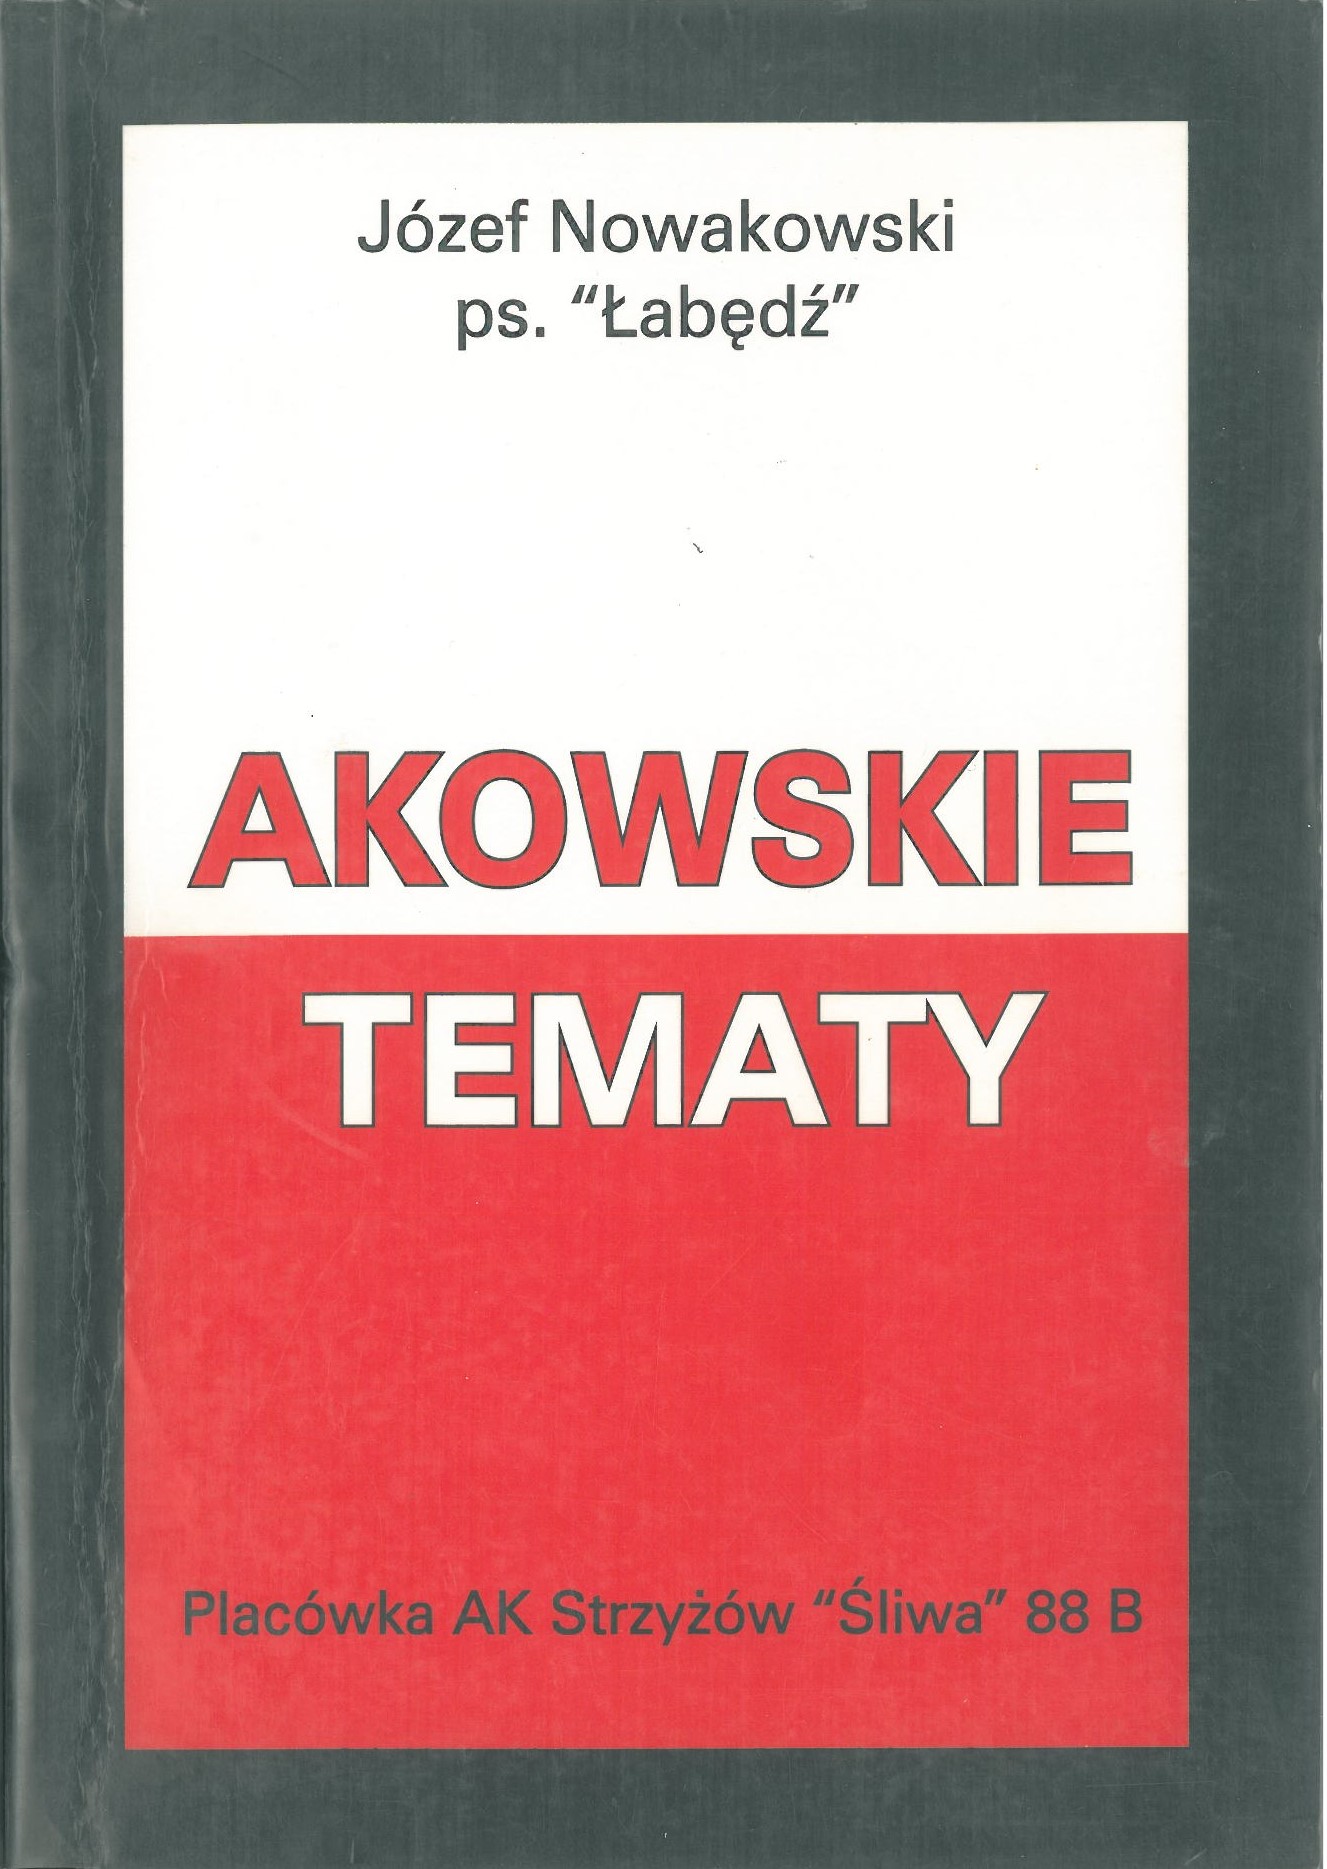 Józef Nowakowski
ps. "Łabędź"
AKOWSKIE
TEMATY
Placówka AK Strzyżów "Śliwa" 88 B